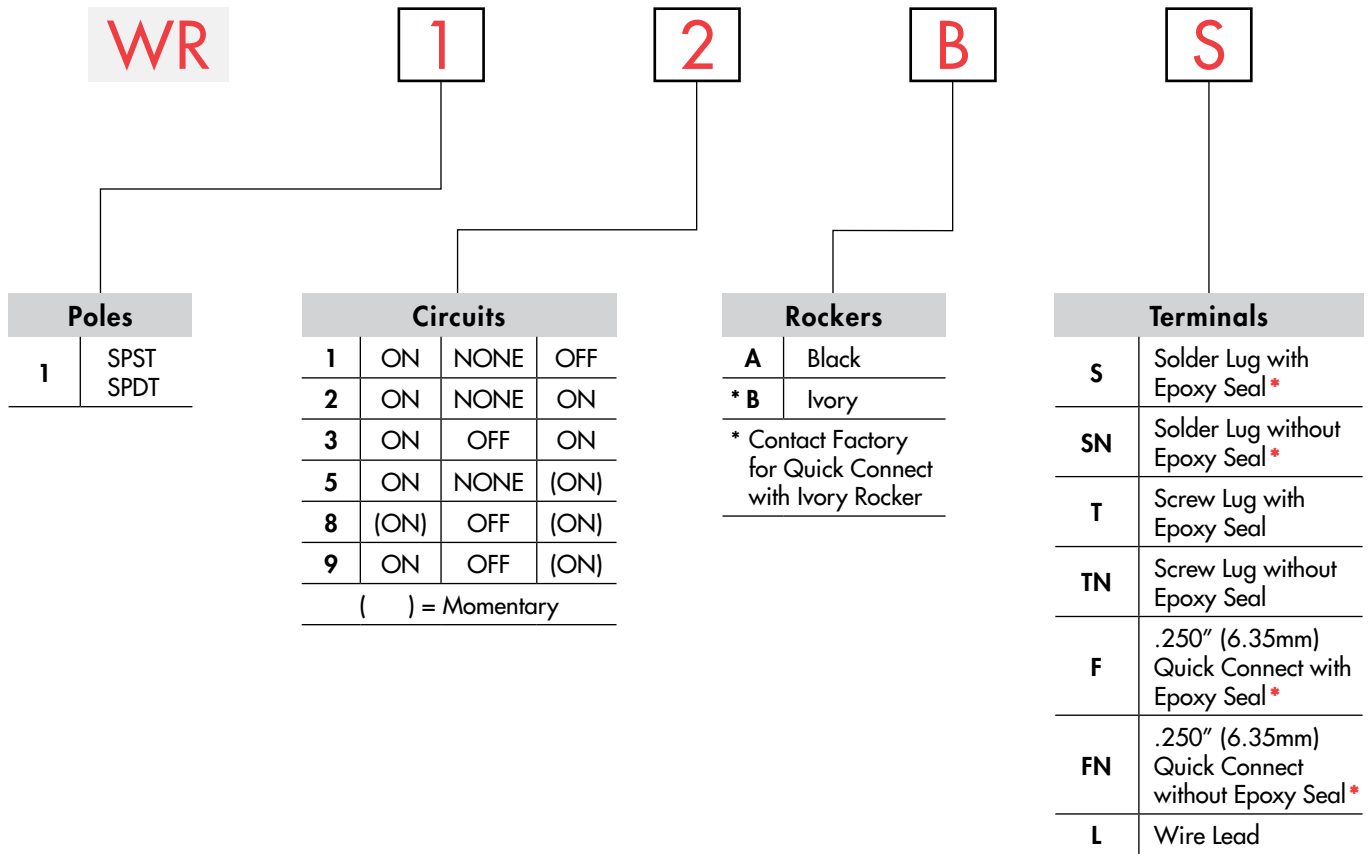 WR 1 2 B S
Poles
1 SPST
SPDT
Circuits
1 ON NONE OFF
2 ON NONE ON
3 ON OFF ON
5 ON NONE (ON)
8 (ON) OFF (ON)
9 ON OFF (ON)
( ) = Momentary
Rockers
A Black
* B Ivory
* Contact Factory
for Quick Connect
with Ivory Rocker
Terminals
S Solder Lug with
Epoxy Seal *
SN Solder Lug without
Epoxy Seal *
T Screw Lug with
Epoxy Seal
TN Screw Lug without
Epoxy Seal
F .250″ (6.35mm)
Quick Connect with
Epoxy Seal *
FN .250″ (6.35mm)
Quick Connect
without Epoxy Seal *
L Wire Lead